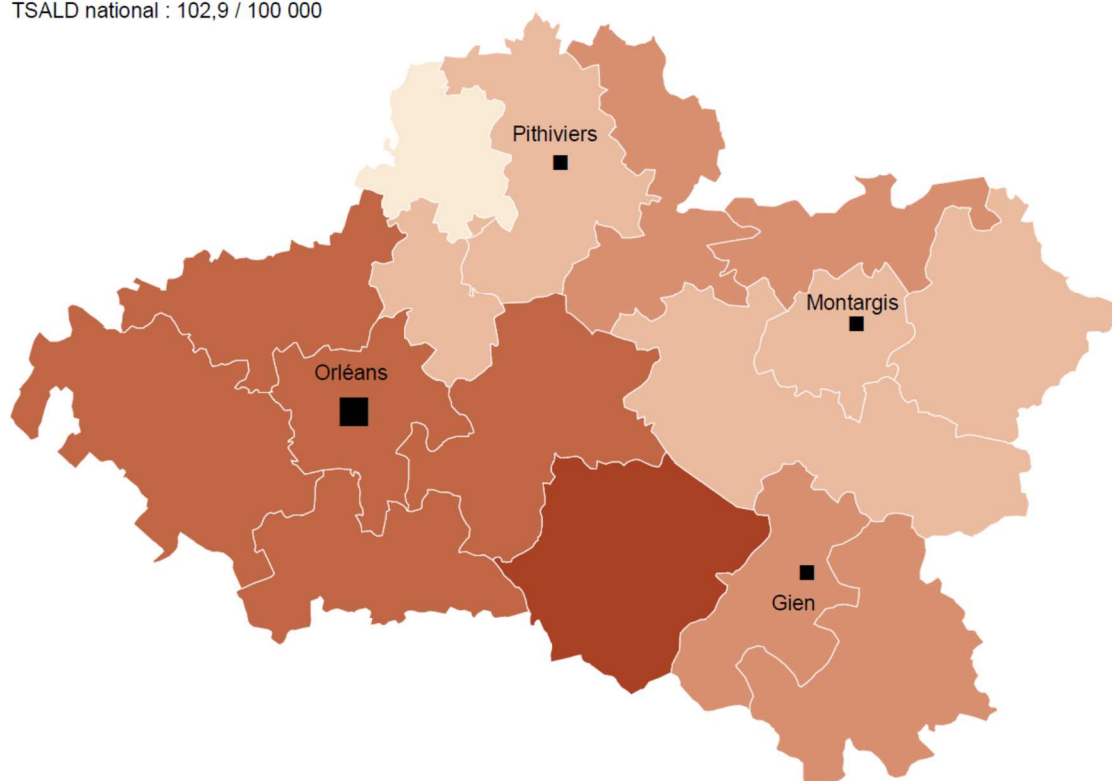 TSALD national : 102,9 / 100 000
Pithiviers
Montargis
Orléans
Gien